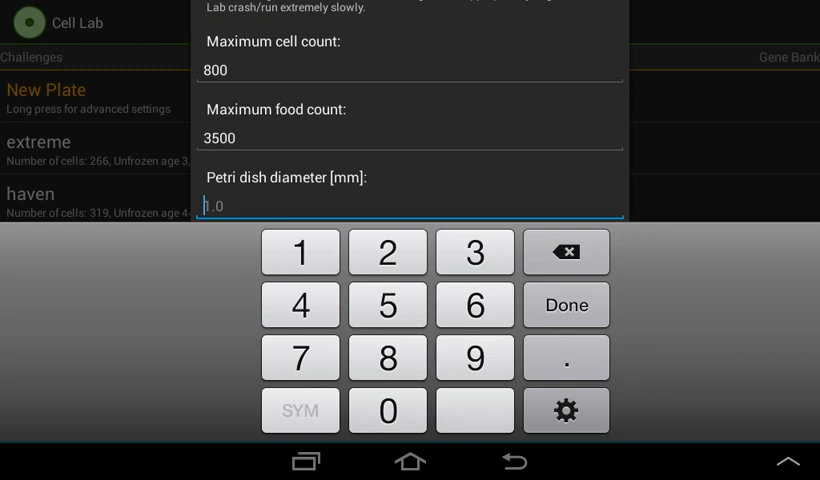 Lab crash/run extremely slowly.
Cell Lab
Maximum cell count:
800
Challenges
Gene Bank
New Plate
Long press for advanced settings
Maximum food count:
3500
extreme
Number of cells: 266, Unfrozen age 3,
Petri dish diameter [mm]:
1.0
haven
Number of cells: 319, Unfrozen age 4
1 2 3
4 5 6 Done
7 8 9 .
SYM 0